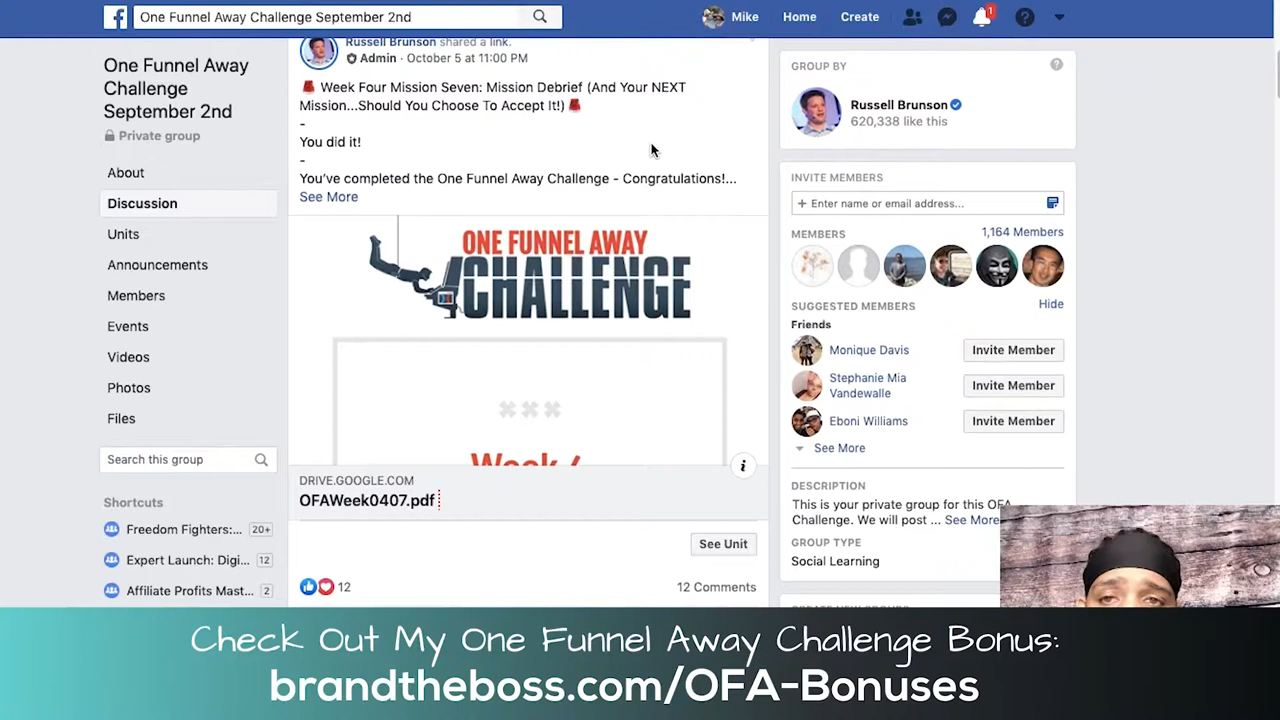 One Funnel Away Challenge September 2nd
Mike
Home
Create
1
One Funnel Away
Challenge
September 2nd
Private group
About
Discussion
Units
Announcements
Members
Events
Videos
Photos
Files
Search this group
Shortcuts
Freedom Fighters:... 20+
Expert Launch: Digi... 12
Affiliate Profits Mast... 2
Russell Brunson shared a link.
Admin · October 5 at 11:00 PM
Week Four Mission Seven: Mission Debrief (And Your NEXT
Mission...Should You Choose To Accept It!)
-
You did it!
-
You've completed the One Funnel Away Challenge - Congratulations!...
See More
ONE FUNNEL AWAY
CHALLENGE
Week 4
DRIVE.GOOGLE.COM
OFAWeek0407.pdf
See Unit
12
12 Comments
GROUP BY
Russell Brunson
620,338 like this
INVITE MEMBERS
+ Enter name or email address...
MEMBERS
1,164 Members
SUGGESTED MEMBERS
Hide
Friends
Monique Davis
Invite Member
Stephanie Mia
Vandewalle
Invite Member
Eboni Williams
Invite Member
See More
DESCRIPTION
This is your private group for this OFA
Challenge. We will post ... See More
GROUP TYPE
Social Learning
Check Out My One Funnel Away Challenge Bonus:
brandtheboss.com/OFA-Bonuses